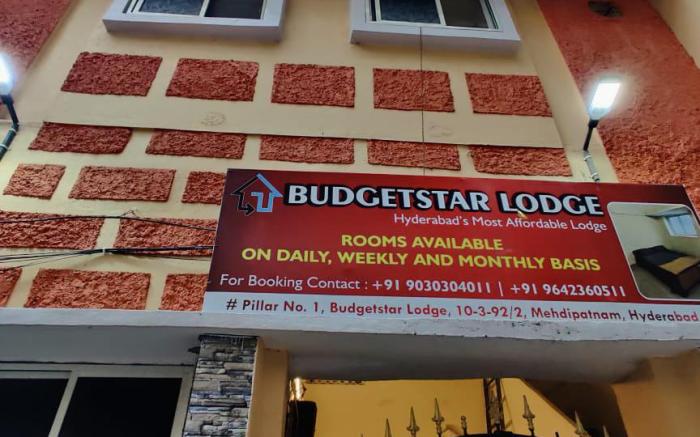 BUDGETSTAR LODGE
Hyderabad's Most Affordable Lodge
ROOMS AVAILABLE
ON DAILY, WEEKLY AND MONTHLY BASIS
For Booking Contact : +91 9030304011 | +91 9642360511
# Pillar No. 1, Budgetstar Lodge, 10-3-92/2, Mehdipatnam, Hyderabad